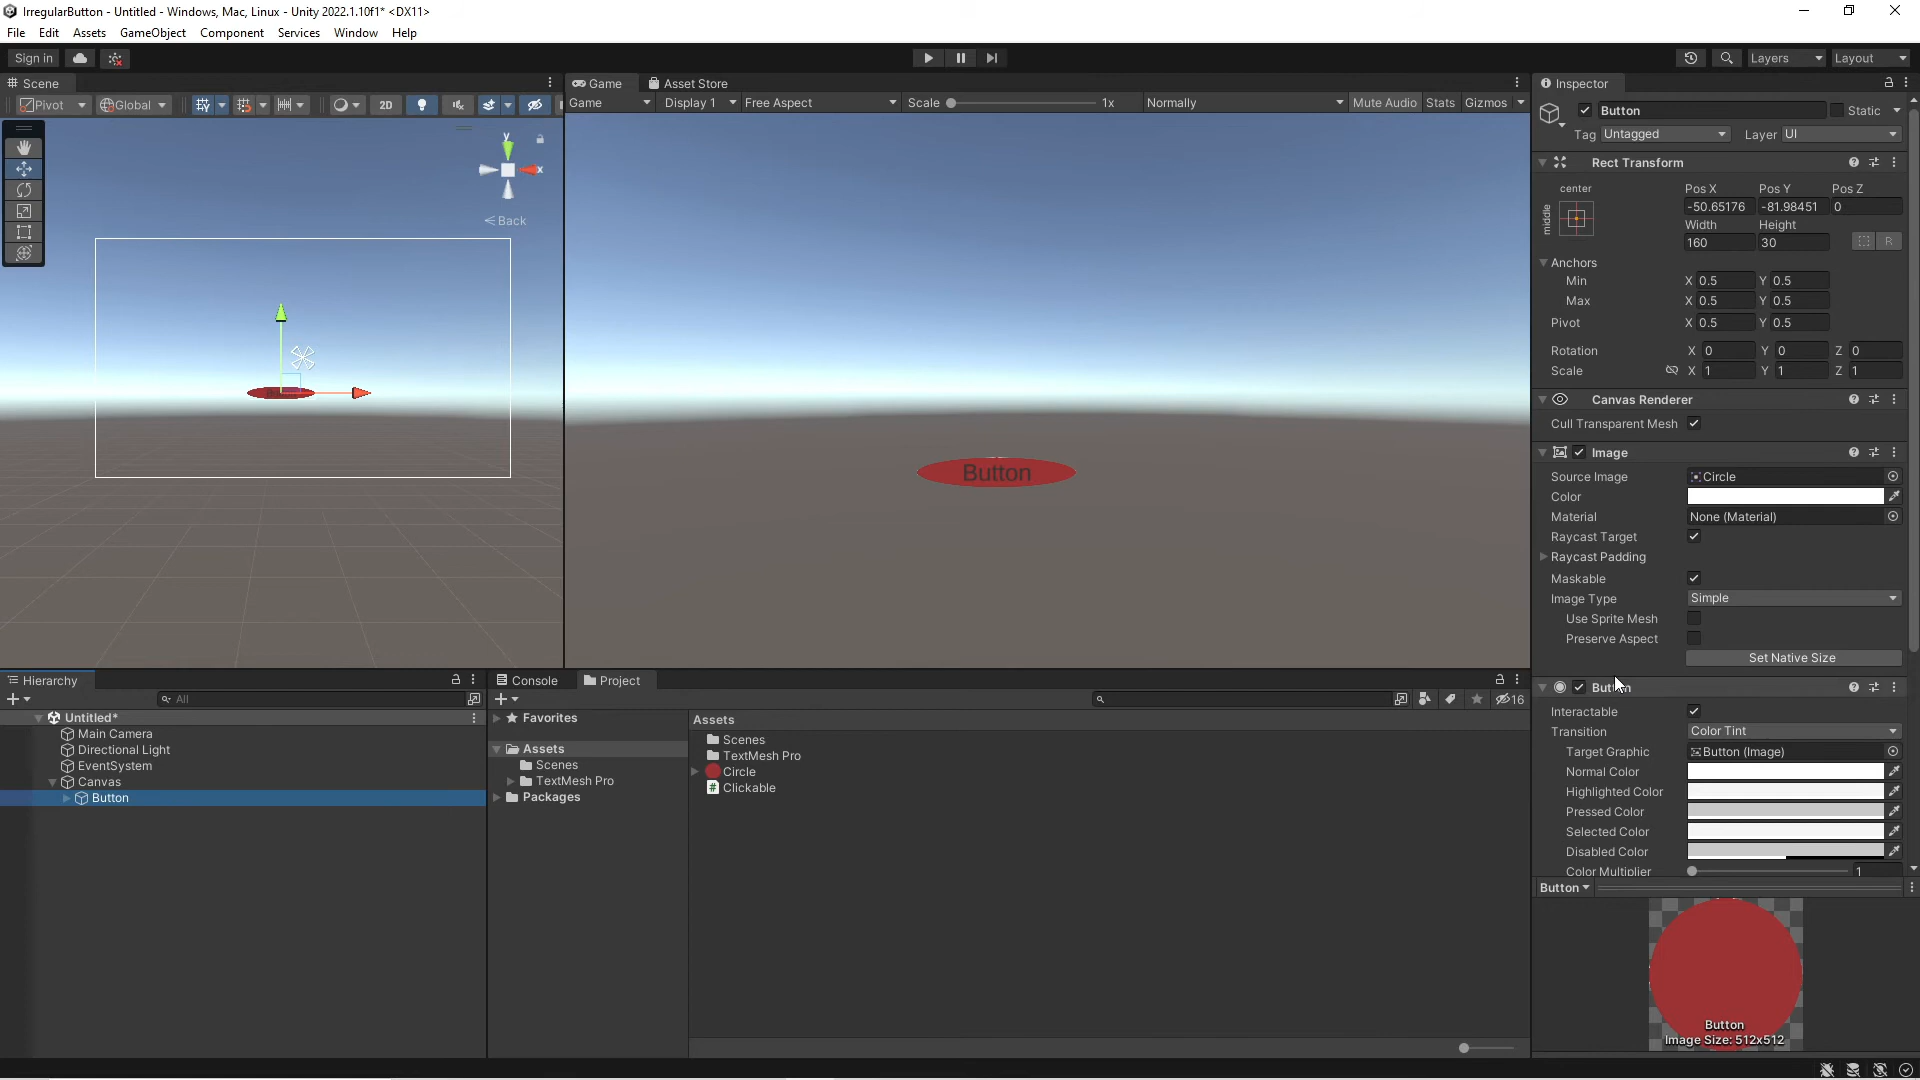 IrregularButton - Untitled - Windows, Mac, Linux - Unity 2022.1.10f1* <DX11>
File Edit Assets GameObject Component Services Window Help
Sign in
Layers Layout
Scene
Pivot Global 2D
y
x
Back
Game Asset Store
Game Display 1 Free Aspect Scale 1x Normally Mute Audio Stats Gizmos
Button
Hierarchy
All
Untitled*
Main Camera
Directional Light
EventSystem
Canvas
Button
Console Project
16
Favorites
Assets
Scenes
TextMesh Pro
Packages
Assets
Scenes
TextMesh Pro
Circle
Clickable
Inspector
Button Static
Tag Untagged Layer UI
Rect Transform
center
middle
Pos X Pos Y Pos Z
-50.65176 -81.98451 0
Width Height
160 30
R
Anchors
Min X 0.5 Y 0.5
Max X 0.5 Y 0.5
Pivot X 0.5 Y 0.5
Rotation X 0 Y 0 Z 0
Scale X 1 Y 1 Z 1
Canvas Renderer
Cull Transparent Mesh
Image
Source Image Circle
Color
Material None (Material)
Raycast Target
Raycast Padding
Maskable
Image Type Simple
Use Sprite Mesh
Preserve Aspect
Set Native Size
Button
Interactable
Transition Color Tint
Target Graphic Button (Image)
Normal Color
Highlighted Color
Pressed Color
Selected Color
Disabled Color
Color Multiplier 1
Button
Button
Image Size: 512x512